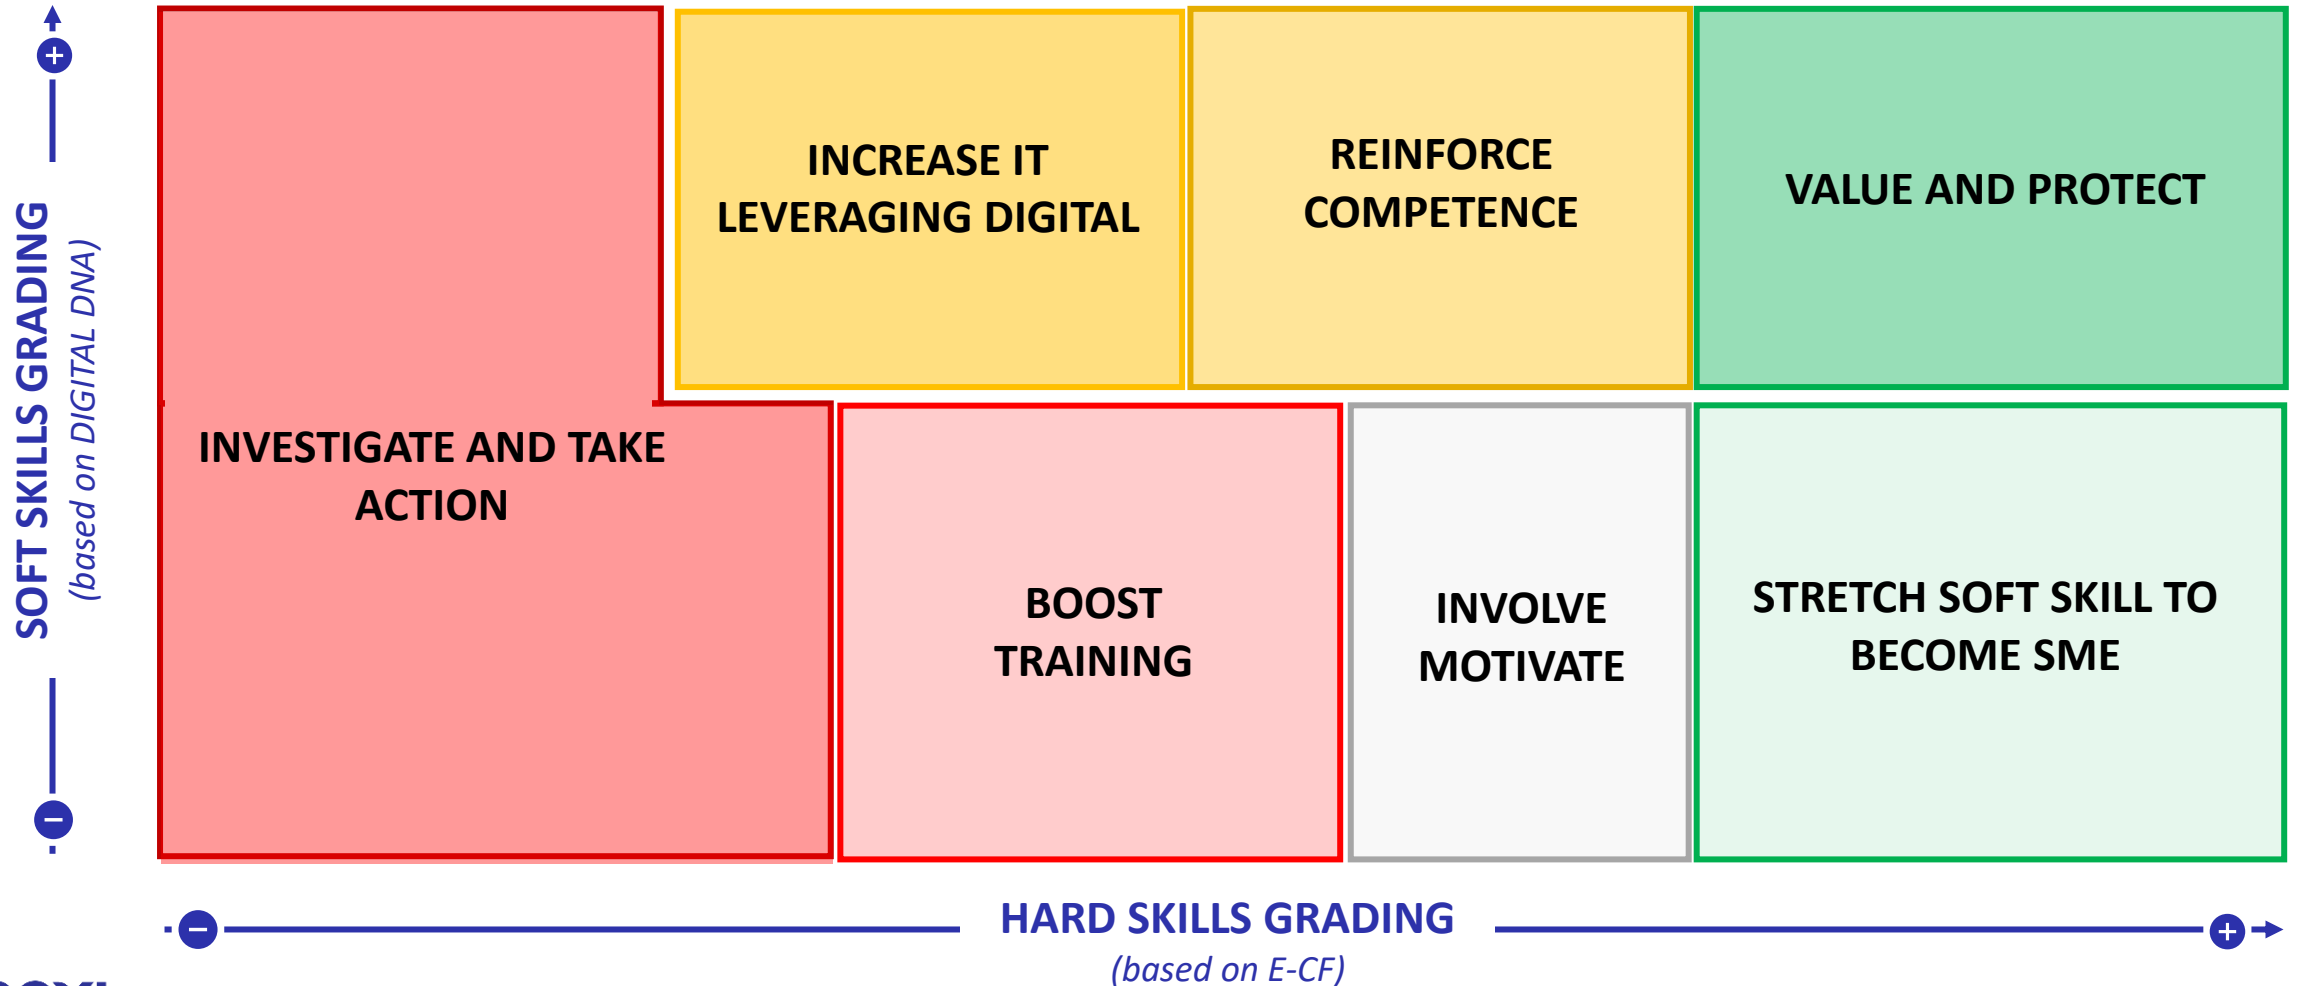 SOFT SKILLS GRADING
(based on DIGITAL DNA)
INCREASE IT
LEVERAGING DIGITAL
REINFORCE
COMPETENCE
VALUE AND PROTECT
INVESTIGATE AND TAKE
ACTION
BOOST
TRAINING
INVOLVE
MOTIVATE
STRETCH SOFT SKILL TO
BECOME SME
HARD SKILLS GRADING
(based on E-CF)